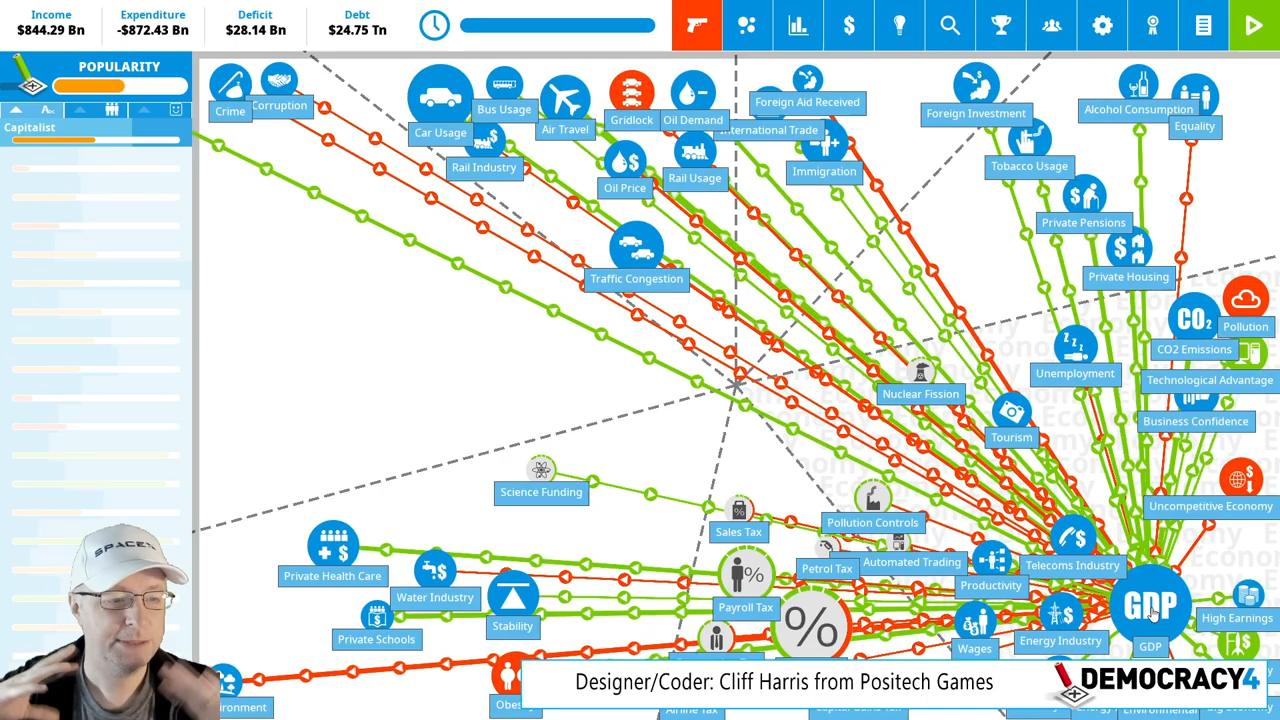 Income
Expenditure
Deficit
Debt
$844.29 Bn
-$872.43 Bn
$28.14 Bn
$24.75 Tn
POPULARITY
Capitalist
Crime
Corruption
Car Usage
Bus Usage
Rail Industry
Air Travel
Gridlock
Oil Demand
Oil Price
Rail Usage
Traffic Congestion
Foreign Aid Received
International Trade
Immigration
Foreign Investment
Tobacco Usage
Alcohol Consumption
Equality
Private Pensions
Private Housing
CO₂
CO2 Emissions
Pollution
Unemployment
Technological Advantage
Business Confidence
Nuclear Fission
Tourism
Uncompetitive Economy
Science Funding
Sales Tax
Pollution Controls
Petrol Tax
Automated Trading
Telecoms Industry
Productivity
Private Health Care
Water Industry
Private Schools
Stability
Payroll Tax
Wages
Energy Industry
GDP
GDP
High Earnings
SPACEX
Designer/Coder: Cliff Harris from Positech Games
DEMOCRACY4